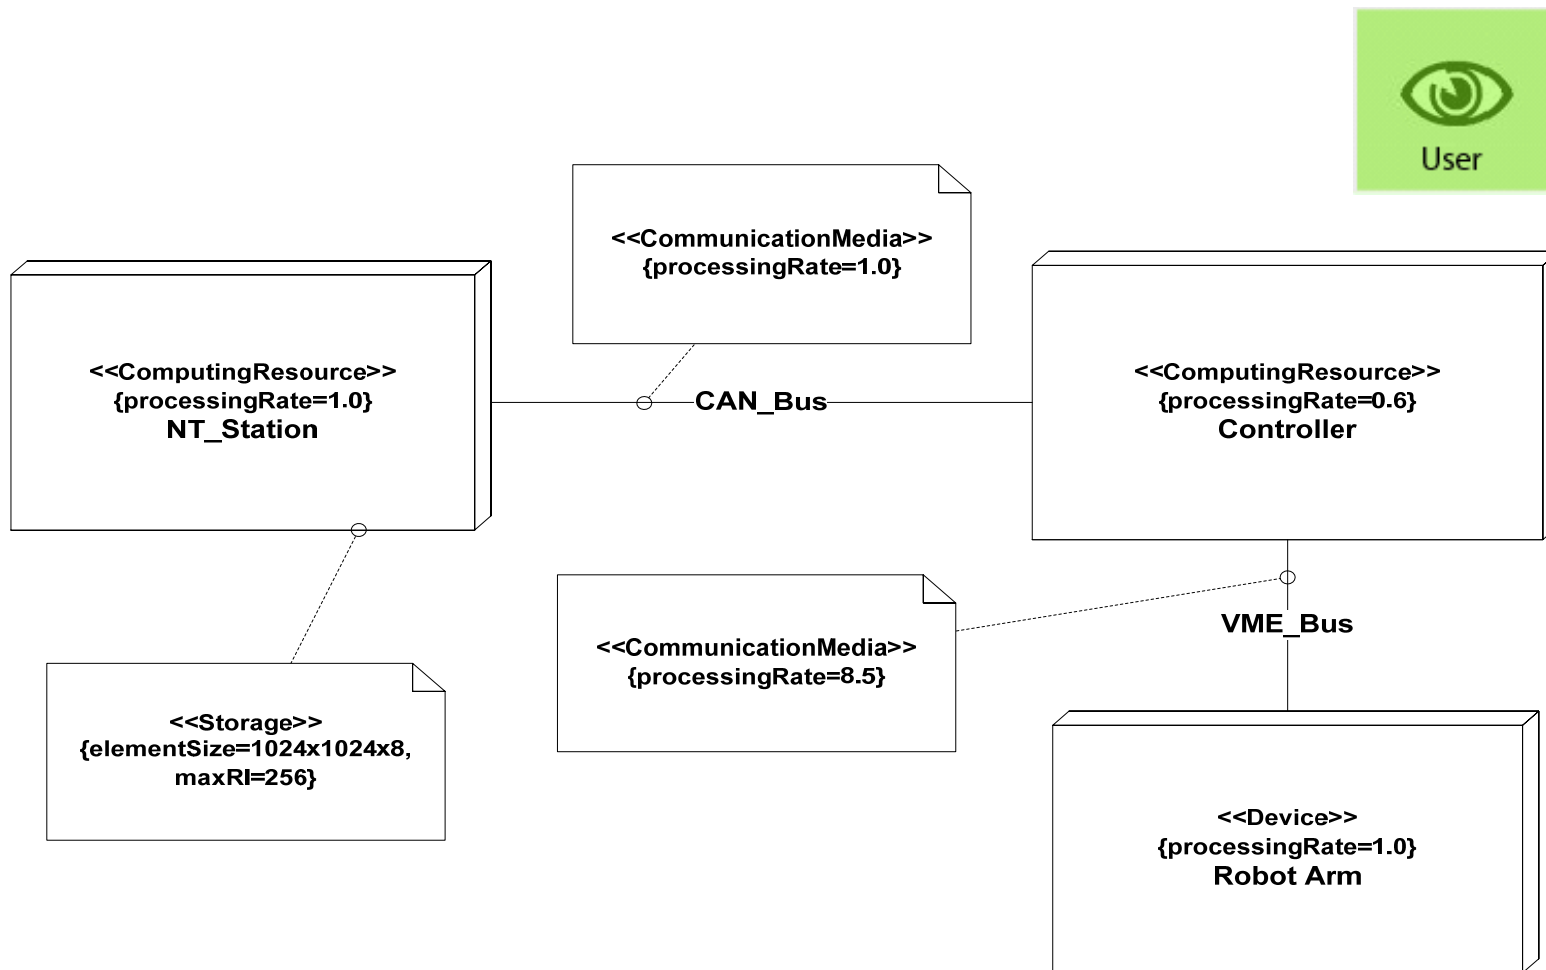 User
<<CommunicationMedia>>
{processingRate=1.0}
<<ComputingResource>>
{processingRate=1.0}
NT_Station
CAN_Bus
<<ComputingResource>>
{processingRate=0.6}
Controller
<<CommunicationMedia>>
{processingRate=8.5}
VME_Bus
<<Storage>>
{elementSize=1024x1024x8,
maxRI=256}
<<Device>>
{processingRate=1.0}
Robot Arm